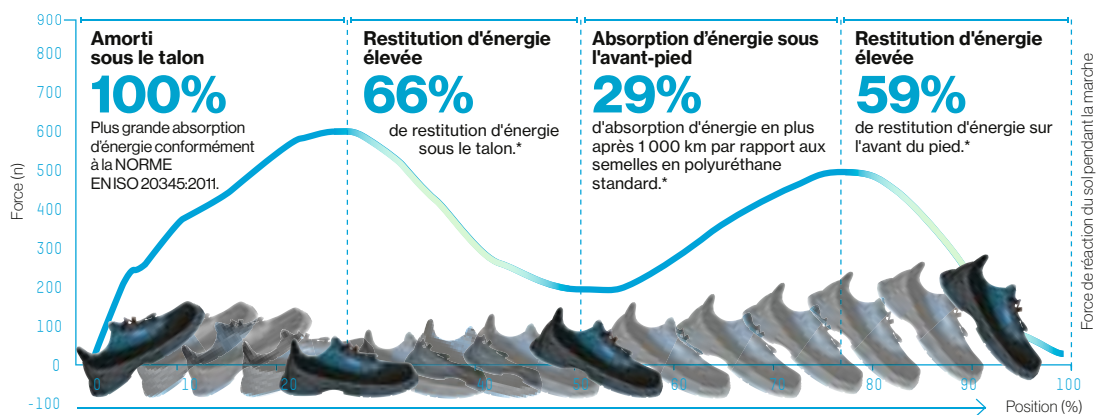 900
800
700
600
500
400
300
200
100
0
-100
Force (n)
Amorti
sous le talon
100%
Plus grande absorption
d'énergie conformément
à la NORME
EN ISO 20345:2011.
Restitution d'énergie
élevée
66%
de restitution d'énergie
sous le talon.*
Absorption d'énergie sous
l'avant-pied
29%
d'absorption d'énergie en plus
après 1 000 km par rapport aux
semelles en polyuréthane
standard.*
Restitution d'énergie
élevée
59%
de restitution d'énergie sur
l'avant du pied.*
Force de réaction du sol pendant la marche
0 10 20 40 50 60 70 80 90 100
Position (%)